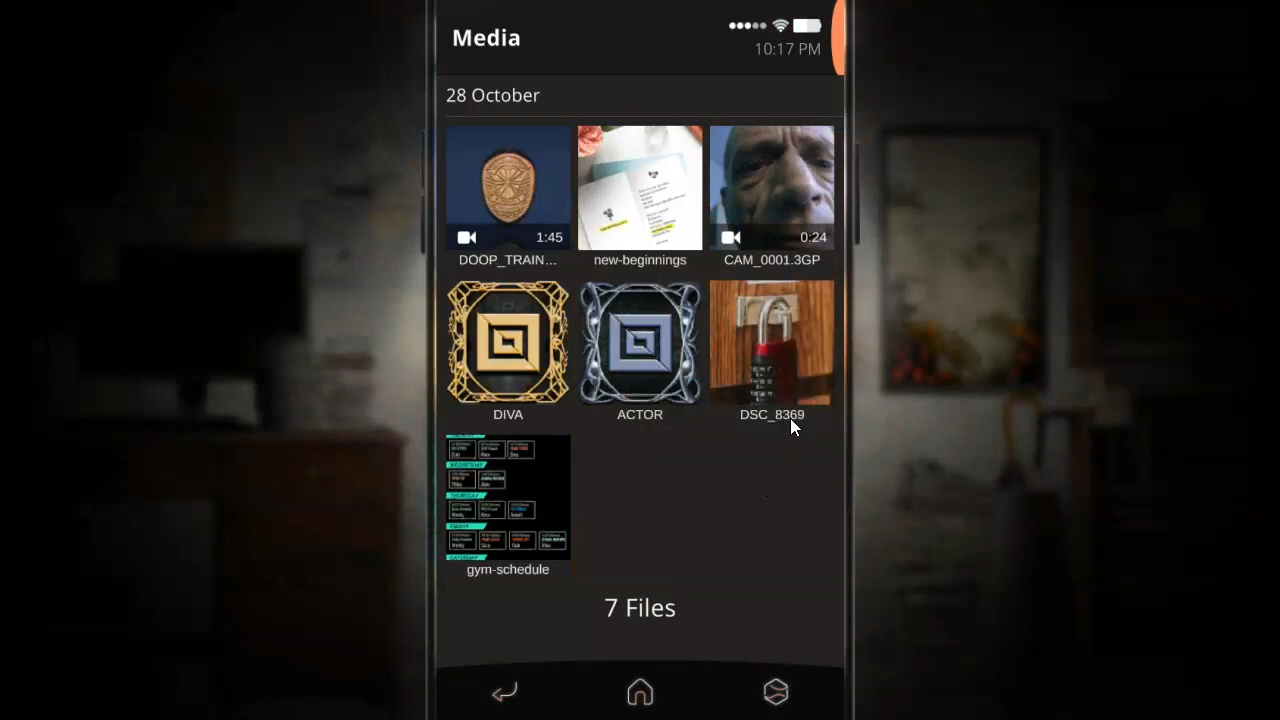 Media
10:17 PM
28 October
1:45
0:24
DOOP_TRAIN...
new-beginnings
CAM_0001.3GP
DIVA
ACTOR
DSC_8369
gym-schedule
7 Files